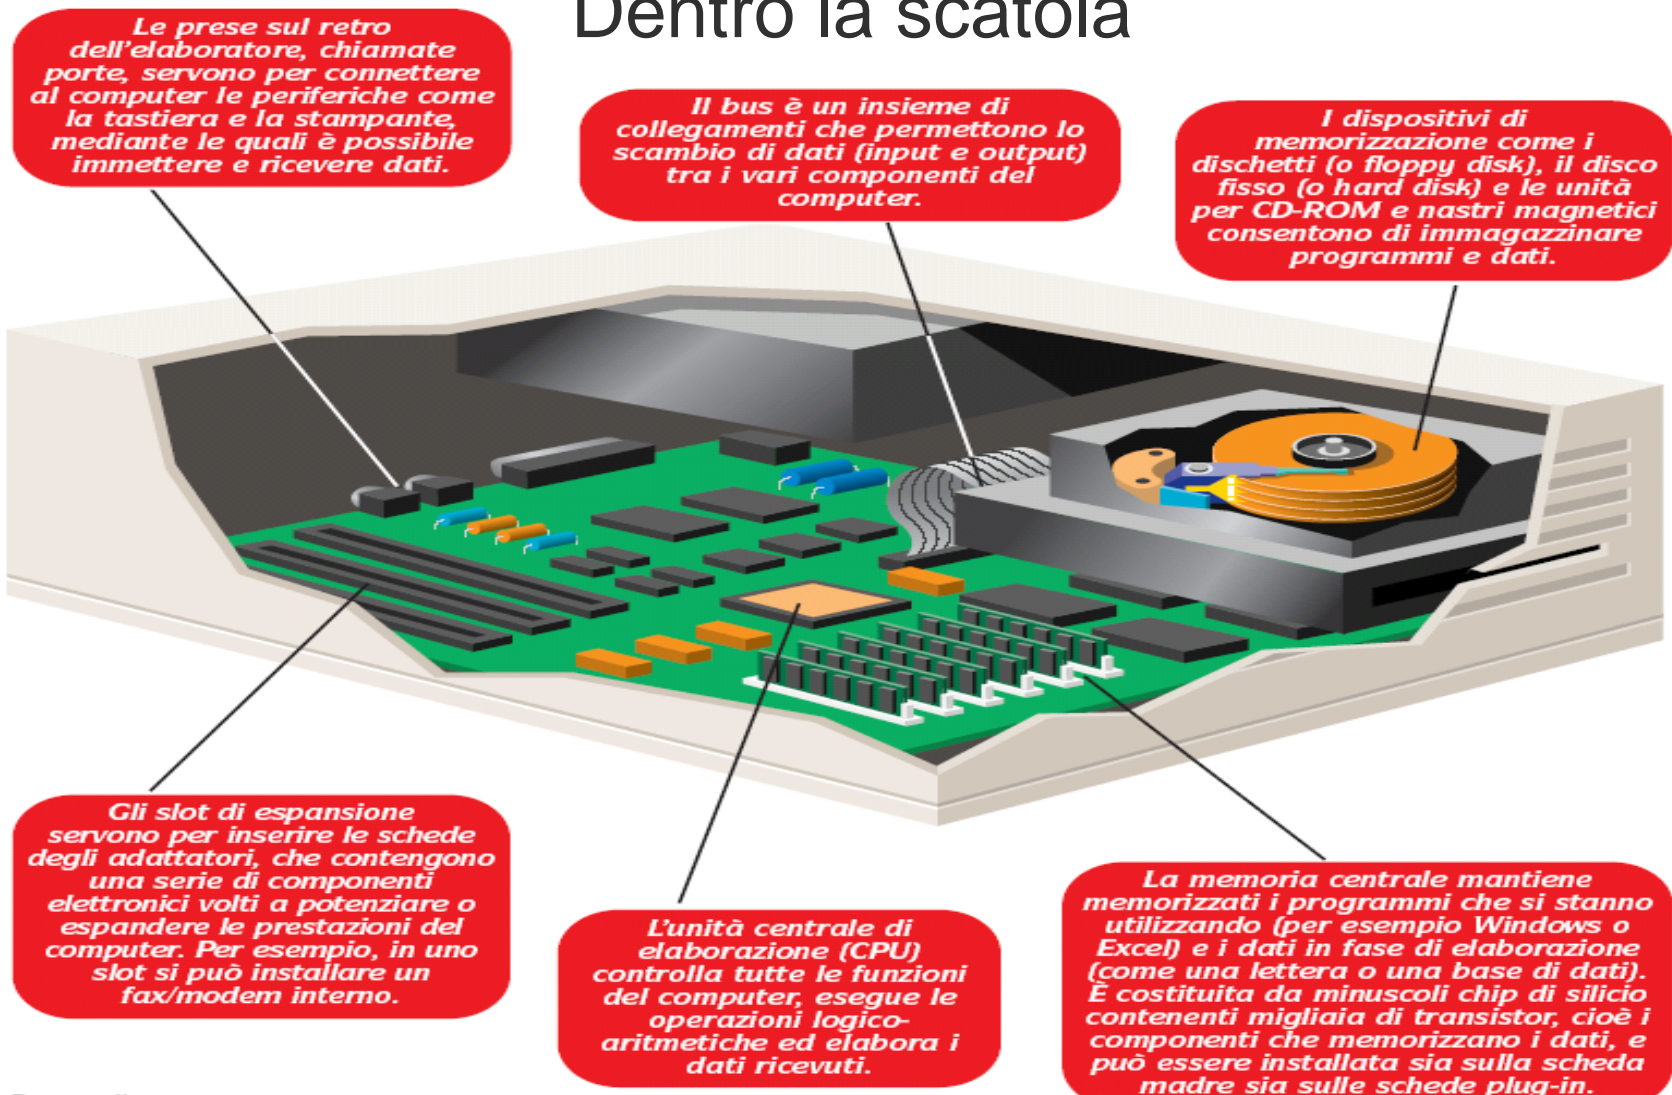 Dentro la scatola
Le prese sul retro
dell'elaboratore, chiamate
porte, servono per connettere
al computer le periferiche come
la tastiera e la stampante,
mediante le quali è possibile
immettere e ricevere dati.
Il bus è un insieme di
collegamenti che permettono lo
scambio di dati (input e output)
tra i vari componenti del
computer.
I dispositivi di
memorizzazione come i
dischetti (o floppy disk), il disco
fisso (o hard disk) e le unità
per CD-ROM e nastri magnetici
consentono di immagazzinare
programmi e dati.
Gli slot di espansione
servono per inserire le schede
degli adattatori, che contengono
una serie di componenti
elettronici volti a potenziare o
espandere le prestazioni del
computer. Per esempio, in uno
slot si può installare un
fax/modem interno.
L'unità centrale di
elaborazione (CPU)
controlla tutte le funzioni
del computer, esegue le
operazioni logico-
aritmetiche ed elabora i
dati ricevuti.
La memoria centrale mantiene
memorizzati i programmi che si stanno
utilizzando (per esempio Windows o
Excel) e i dati in fase di elaborazione
(come una lettera o una base di dati).
È costituita da minuscoli chip di silicio
contenenti migliaia di transistor, cioè i
componenti che memorizzano i dati, e
può essere installata sia sulla scheda
madre sia sulle schede plug-in.